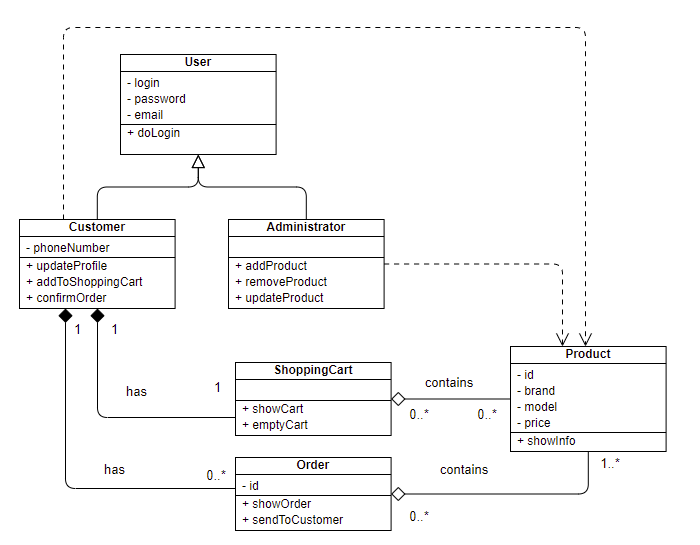 User
- login
- password
- email
+ doLogin
Customer
- phoneNumber
+ updateProfile
+ addToShoppingCart
+ confirmOrder
Administrator
+ addProduct
+ removeProduct
+ updateProduct
1
1
has
1
ShoppingCart
+ showCart
+ emptyCart
contains
0..*
0..*
Product
- id
- brand
- model
- price
+ showInfo
has
0..*
Order
- id
+ showOrder
+ sendToCustomer
contains
0..*
1..*